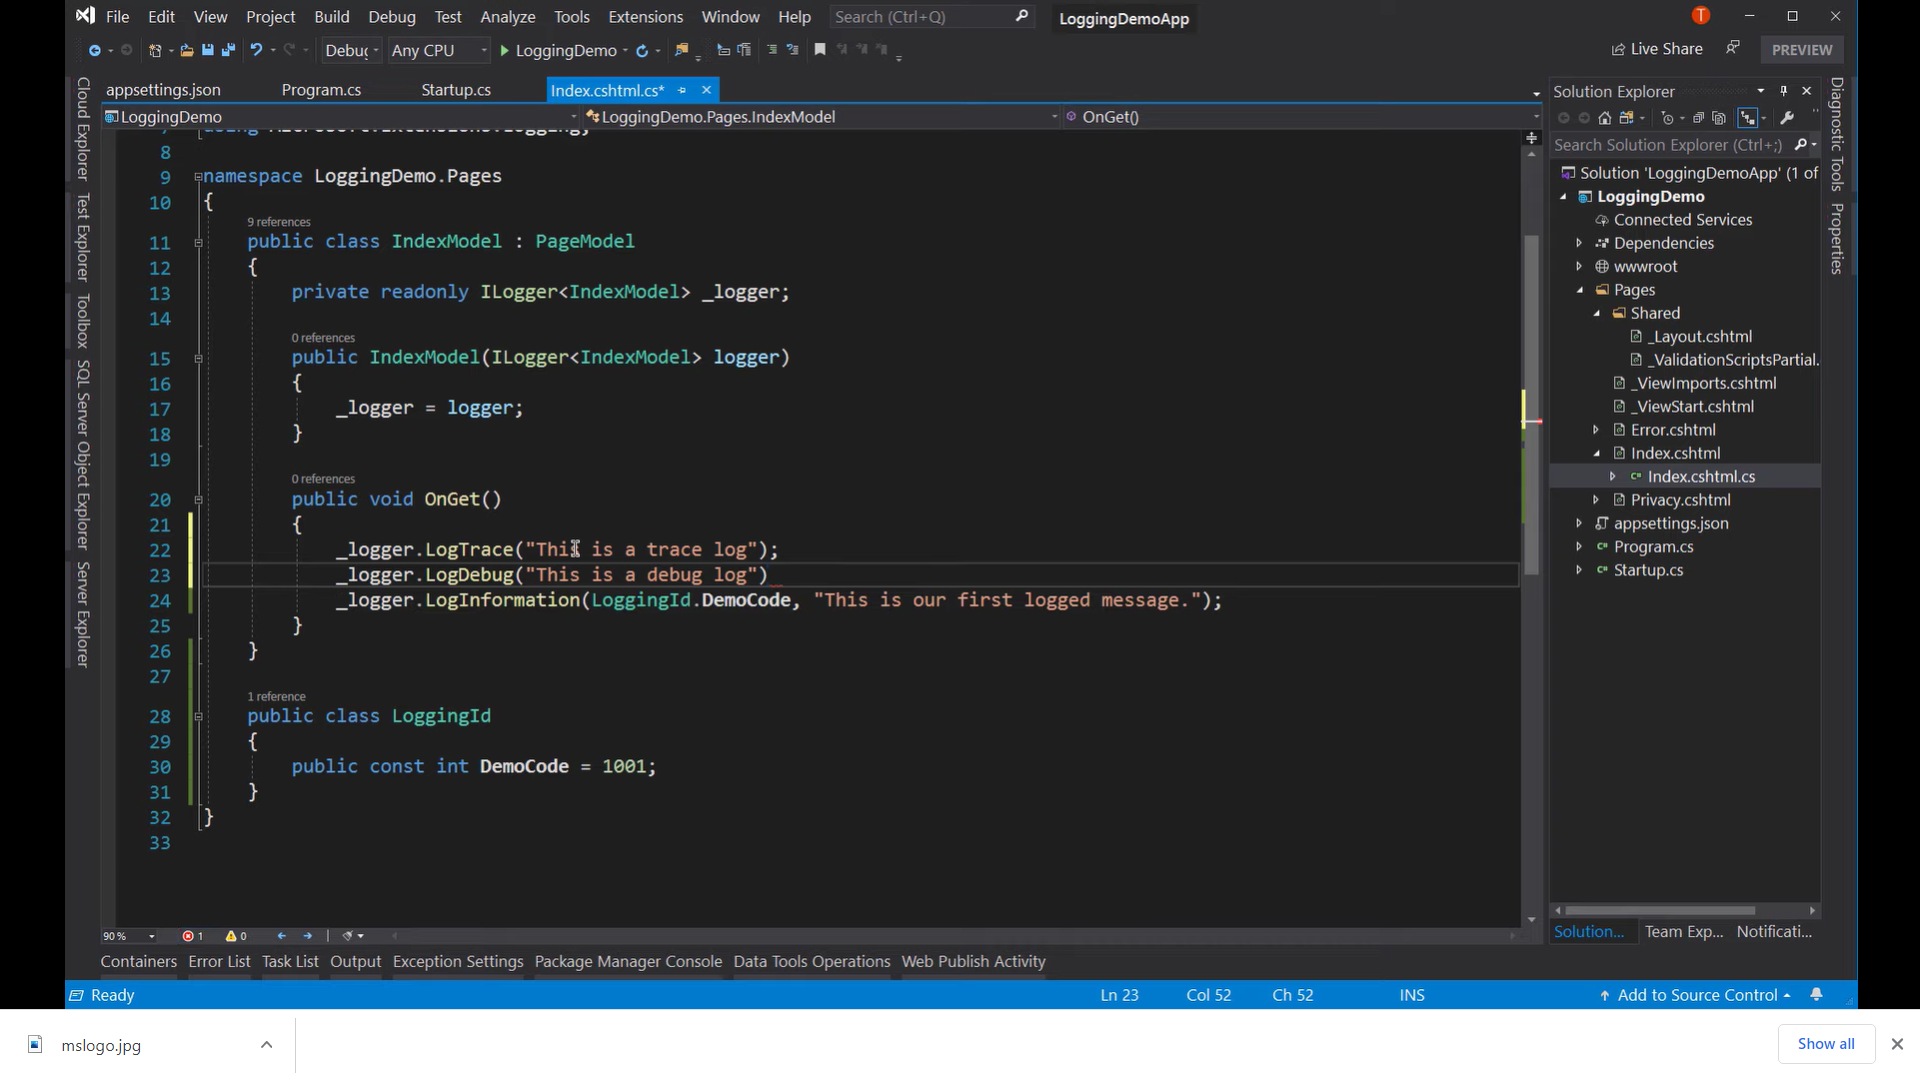 File Edit View Project Build Debug Test Analyze Tools Extensions Window Help Search (Ctrl+Q) LoggingDemoApp T
Debug Any CPU LoggingDemo Live Share PREVIEW
appsettings.json Program.cs Startup.cs Index.cshtml.cs*
LoggingDemo LoggingDemo.Pages.IndexModel OnGet()
Cloud Explorer
Test Explorer
Toolbox
SQL Server Object Explorer
Server Explorer
8
9 namespace LoggingDemo.Pages
10 {
9 references
11 public class IndexModel : PageModel
12 {
13 private readonly ILogger<IndexModel> _logger;
14
0 references
15 public IndexModel(ILogger<IndexModel> logger)
16 {
17 _logger = logger;
18 }
19
0 references
20 public void OnGet()
21 {
22 _logger.LogTrace("This is a trace log");
23 _logger.LogDebug("This is a debug log")
24 _logger.LogInformation(LoggingId.DemoCode, "This is our first logged message.");
25 }
26 }
27
1 reference
28 public class LoggingId
29 {
30 public const int DemoCode = 1001;
31 }
32 }
33
90 % 1 0
Solution Explorer
Search Solution Explorer (Ctrl+;)
Solution 'LoggingDemoApp' (1 of
LoggingDemo
Connected Services
Dependencies
wwwroot
Pages
Shared
_Layout.cshtml
_ValidationScriptsPartial.
_ViewImports.cshtml
_ViewStart.cshtml
Error.cshtml
Index.cshtml
Index.cshtml.cs
Privacy.cshtml
appsettings.json
Program.cs
Startup.cs
Solution... Team Exp... Notificati...
Diagnostic Tools
Properties
Containers Error List Task List Output Exception Settings Package Manager Console Data Tools Operations Web Publish Activity
Ready Ln 23 Col 52 Ch 52 INS Add to Source Control
mslogo.jpg Show all